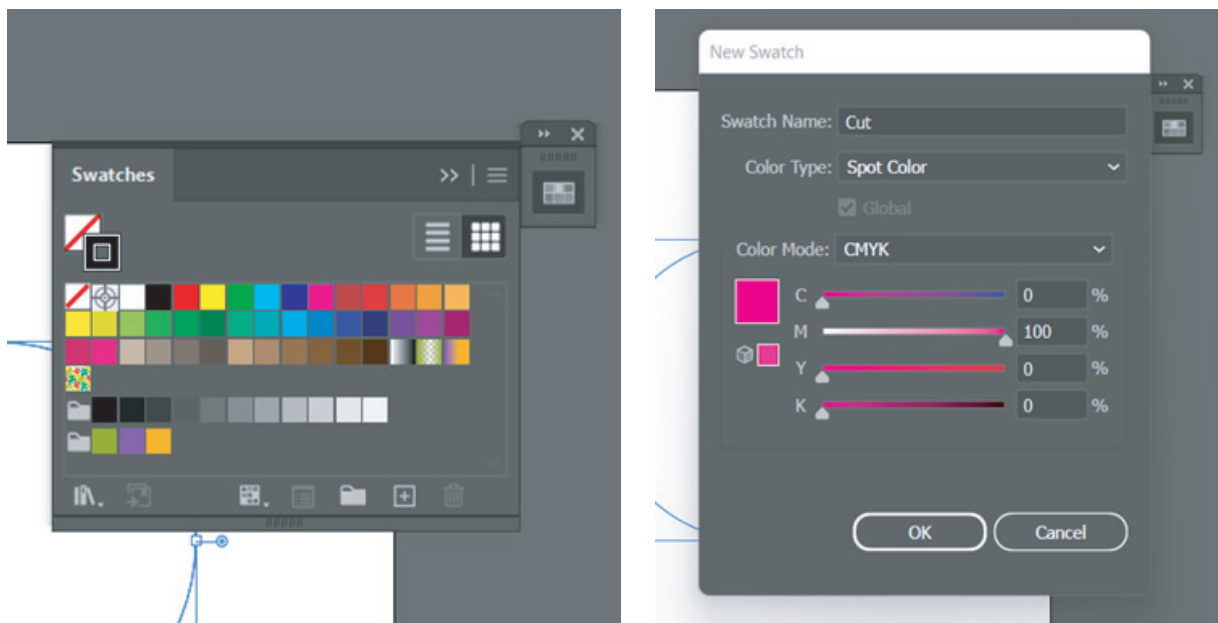 Swatches
New Swatch
Swatch Name: Cut
Color Type: Spot Color
Global
Color Mode: CMYK
C 0 %
M 100 %
Y 0 %
K 0 %
OK Cancel